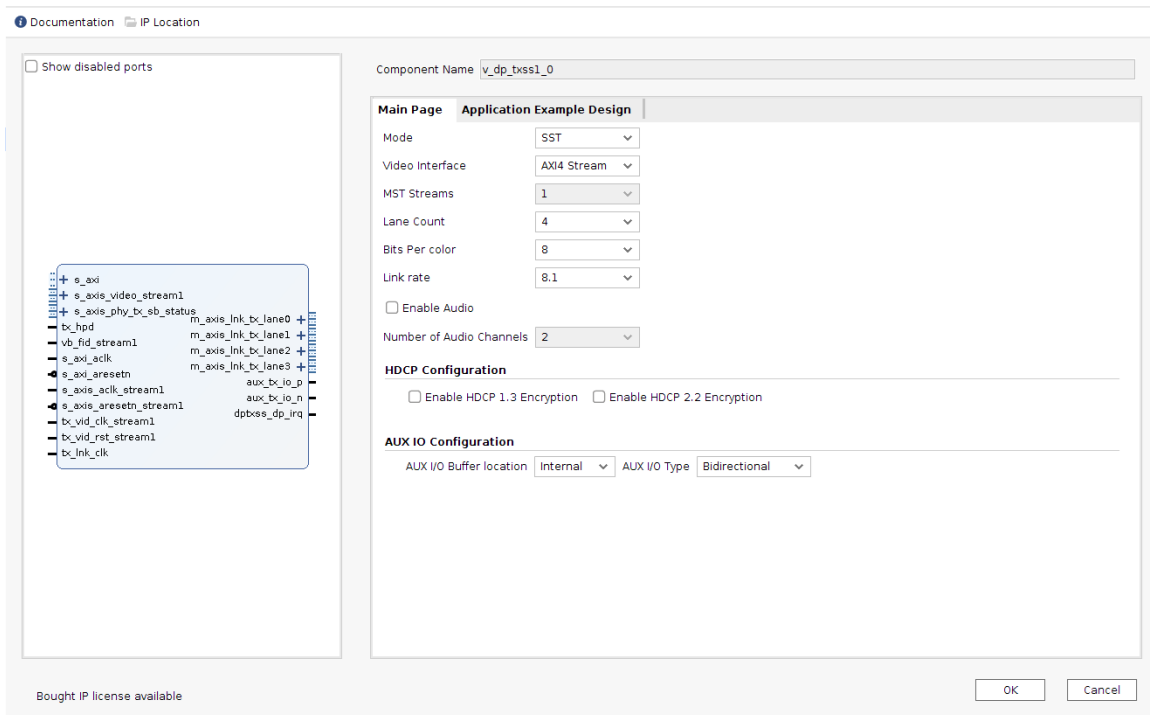 Documentation IP Location
Show disabled ports
s_axi
s_axis_video_stream1
s_axis_phy_tx_sb_status
tx_hpd
vb_fid_stream1
s_axi_aclk
s_axi_aresetn
s_axis_aclk_stream1
s_axis_aresetn_stream1
tx_vid_clk_stream1
tx_vid_rst_stream1
tx_lnk_clk
m_axis_lnk_tx_lane0
m_axis_lnk_tx_lane1
m_axis_lnk_tx_lane2
m_axis_lnk_tx_lane3
aux_tx_io_p
aux_tx_io_n
dptxss_dp_irq
Component Name v_dp_txss1_0
Main Page Application Example Design
Mode SST
Video Interface AXI4 Stream
MST Streams 1
Lane Count 4
Bits Per color 8
Link rate 8.1
Enable Audio
Number of Audio Channels 2
HDCP Configuration
Enable HDCP 1.3 Encryption Enable HDCP 2.2 Encryption
AUX IO Configuration
AUX I/O Buffer location Internal AUX I/O Type Bidirectional
Bought IP license available
OK Cancel